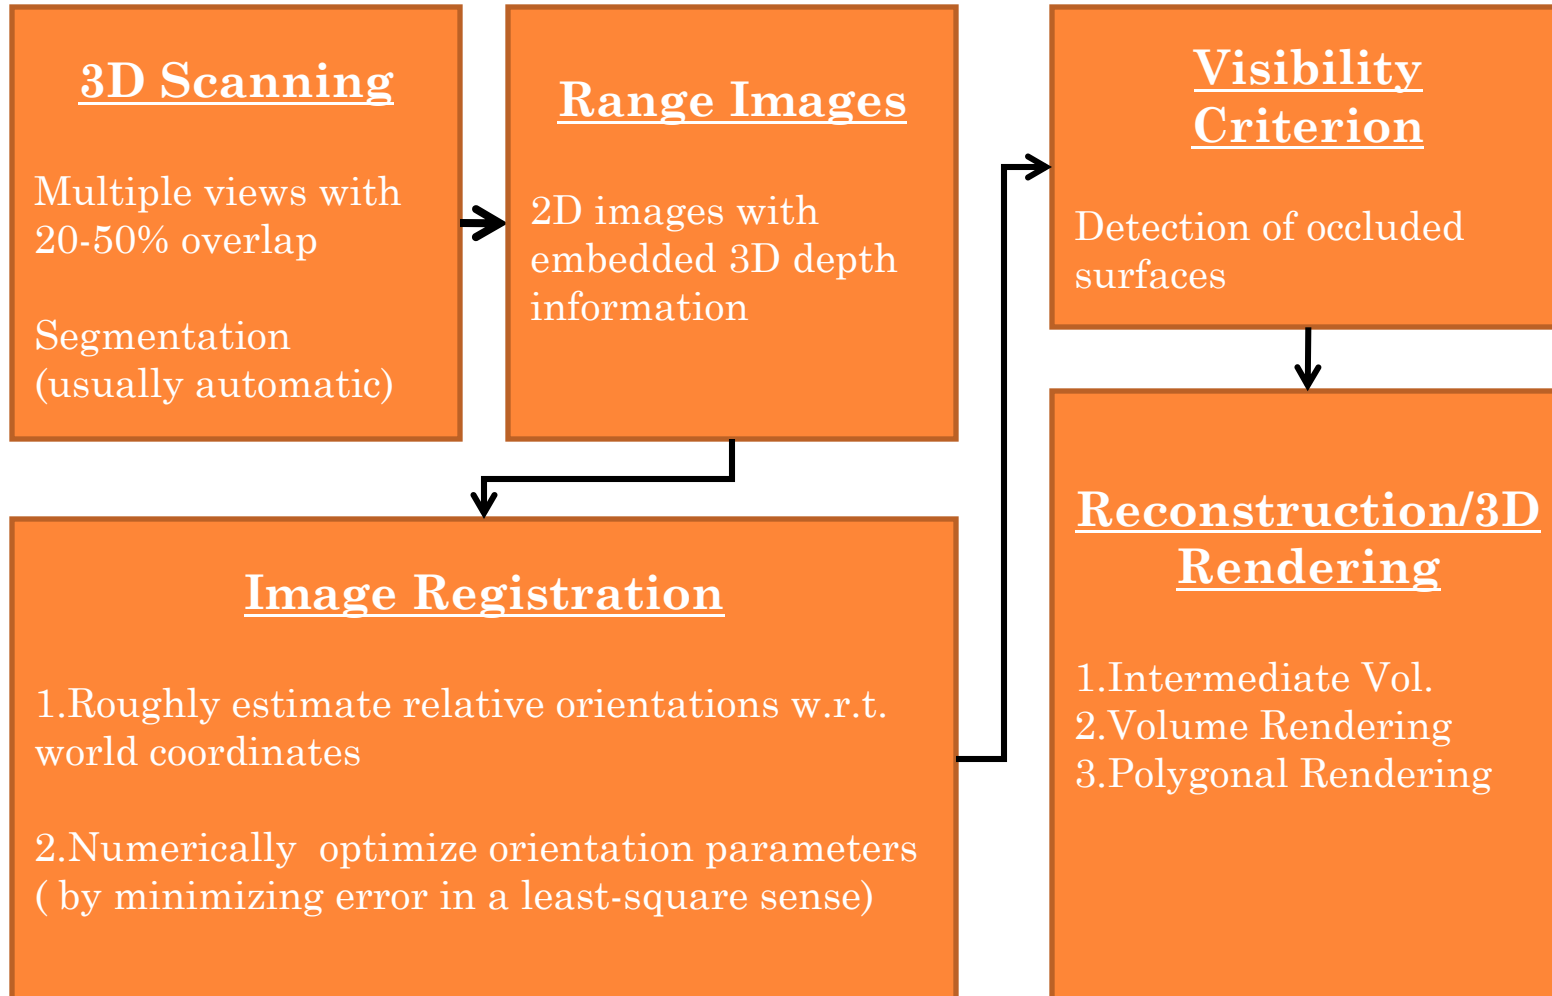 3D Scanning
Multiple views with
20-50% overlap
Segmentation
(usually automatic)
Range Images
2D images with
embedded 3D depth
information
Image Registration
1.Roughly estimate relative orientations w.r.t.
world coordinates
2.Numerically  optimize orientation parameters
( by minimizing error in a least-square sense)
Visibility
Criterion
Detection of occluded
surfaces
Reconstruction/3D
Rendering
1.Intermediate Vol.
2.Volume Rendering
3.Polygonal Rendering